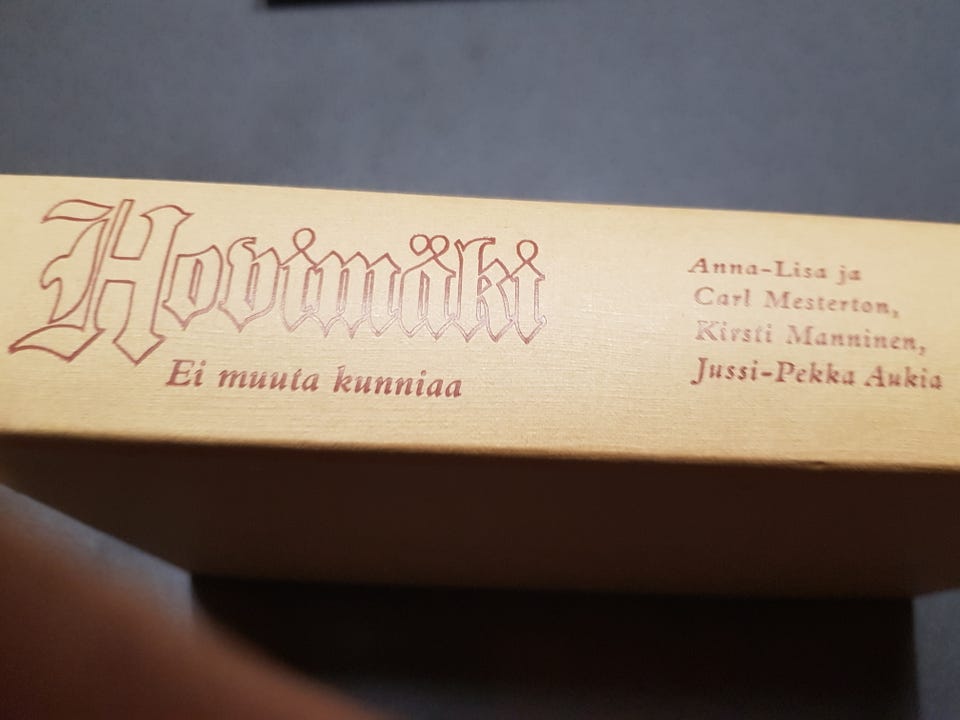 Hovimäki
Ei muuta kunniaa
Anna-Lisa ja
Carl Mesterton,
Kirsti Manninen,
Jussi-Pekka Aukia